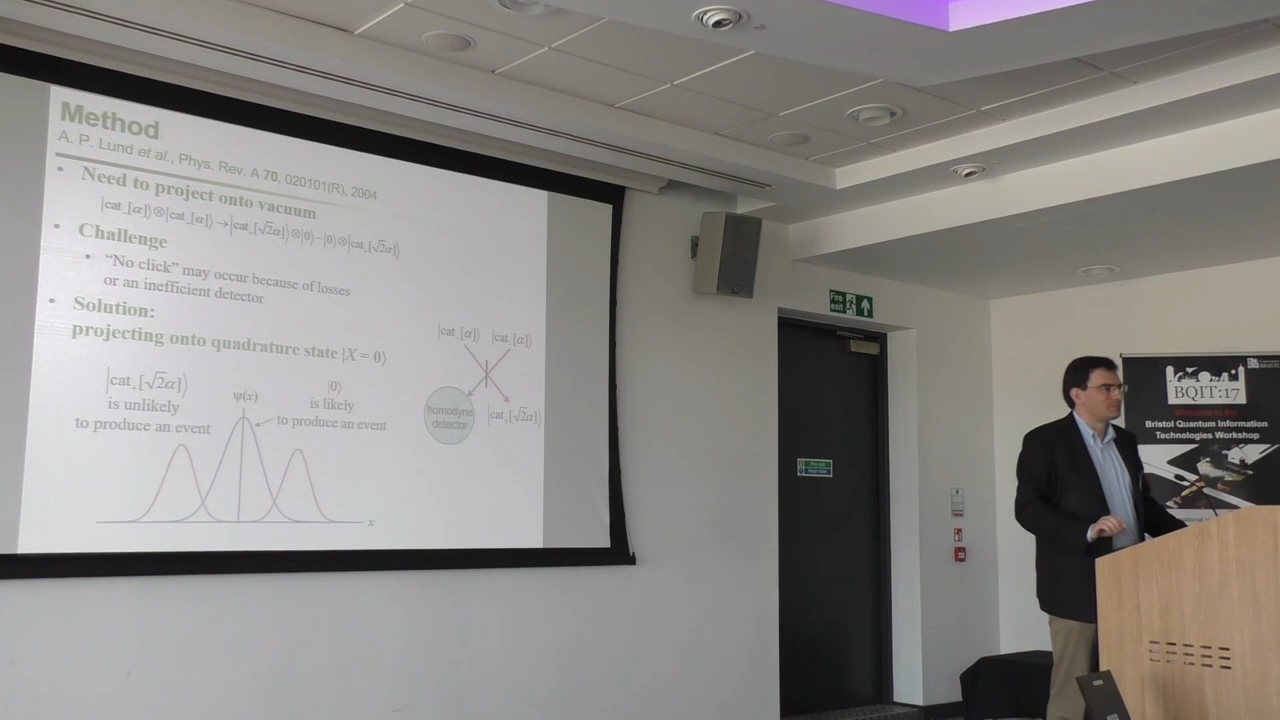 Method
A. P. Lund et al., Phys. Rev. A 70, 020101(R), 2004
• Need to project onto vacuum
|cat_[α]⟩⊗|cat_[α]⟩→|cat_[√2α]⟩⊗|0⟩−|0⟩⊗|cat_[√2α]⟩
• Challenge
• “No click” may occur because of losses
or an inefficient detector
• Solution:
projecting onto quadrature state |X = 0⟩
|cat_[α]⟩ |cat_[α]⟩
homodyne
detector
|cat₊[√2α]⟩
|cat₊[√2α]⟩
is unlikely
to produce an event
ψ(x)
|0⟩
is likely
to produce an event
x
Fire
exit
BQIT:17
Welcome to the
Bristol Quantum Information
Technologies Workshop